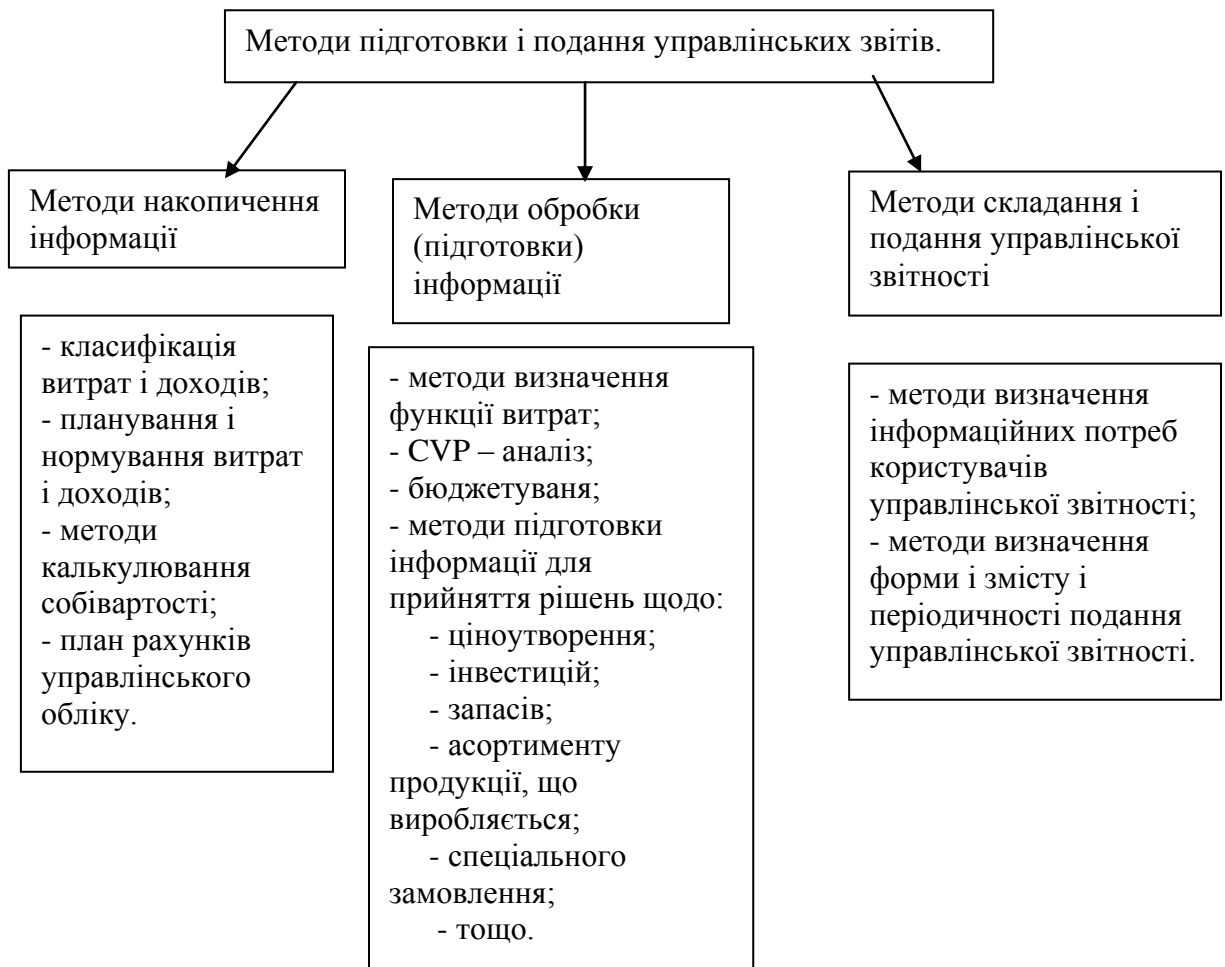 Методи підготовки і подання управлінських звітів.
Методи накопичення
інформації
- класифікація
витрат і доходів;
- планування і
нормування витрат
і доходів;
- методи
калькулювання
собівартості;
- план рахунків
управлінського
обліку.
Методи обробки
(підготовки)
інформації
- методи визначення
функції витрат;
- CVP – аналіз;
- бюджетуваня;
- методи підготовки
інформації для
прийняття рішень щодо:
- ціноутворення;
- інвестицій;
- запасів;
- асортименту
продукції, що
виробляється;
- спеціального
замовлення;
- тощо.
Методи складання і
подання управлінської
звітності
- методи визначення
інформаційних потреб
користувачів
управлінської звітності;
- методи визначення
форми і змісту і
періодичності подання
управлінської звітності.